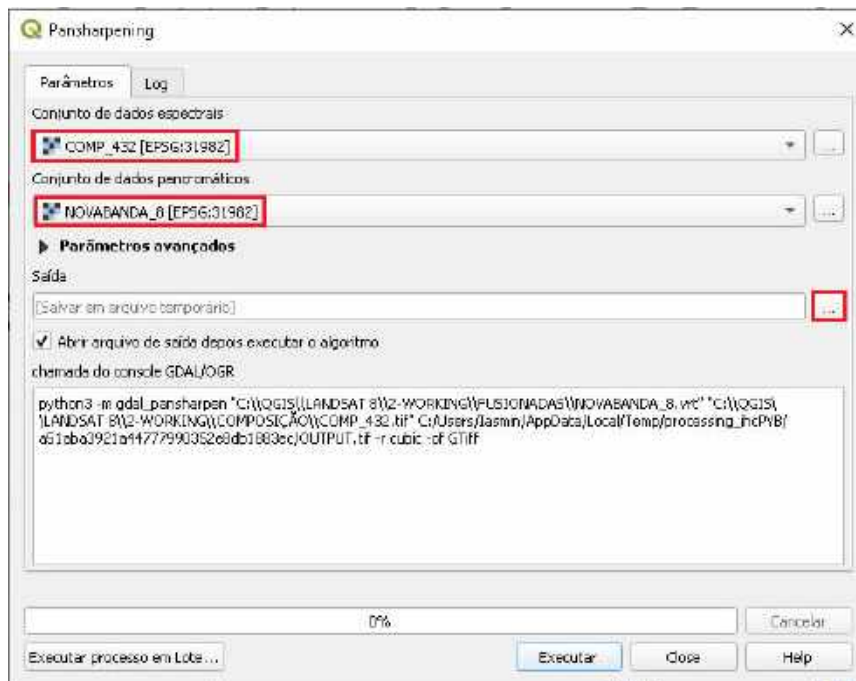 Pansharpening
Parâmetros Log
Conjunto de dados espectrais
COMP_432 [EPSG:31982] ...
Conjunto de dados pancromáticos
NOVABANDA_8 [EPSG:31982] ...
Parâmetros avançados
Saída
[Salvar em arquivo temporário] ...
Abrir arquivo de saída depois executar o algoritmo
chamada do console GDAL/OGR
python3 -m gdal_pansharpen "C:\\QGIS\\LANDSAT 8\\2-WORKING\\FUSIONADAS\\NOVABANDA_8.vrt" "C:\\QGIS\
\LANDSAT 8\\2-WORKING\\COMPOSIÇÃO\\COMP_432.tif" C:/Users/Iasmin/AppData/Local/Temp/
OUTPUT.tif -r cubic -of GTiff
0% Cancelar
Executar processo em Lote... Executar Close Help